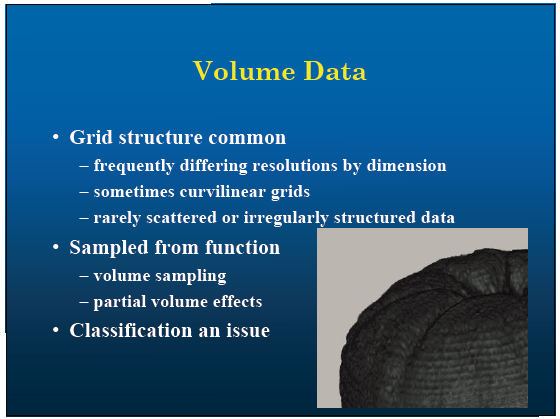 Volume Data
• Grid structure common
– frequently differing resolutions by dimension
– sometimes curvilinear grids
– rarely scattered or irregularly structured data
• Sampled from function
– volume sampling
– partial volume effects
• Classification an issue